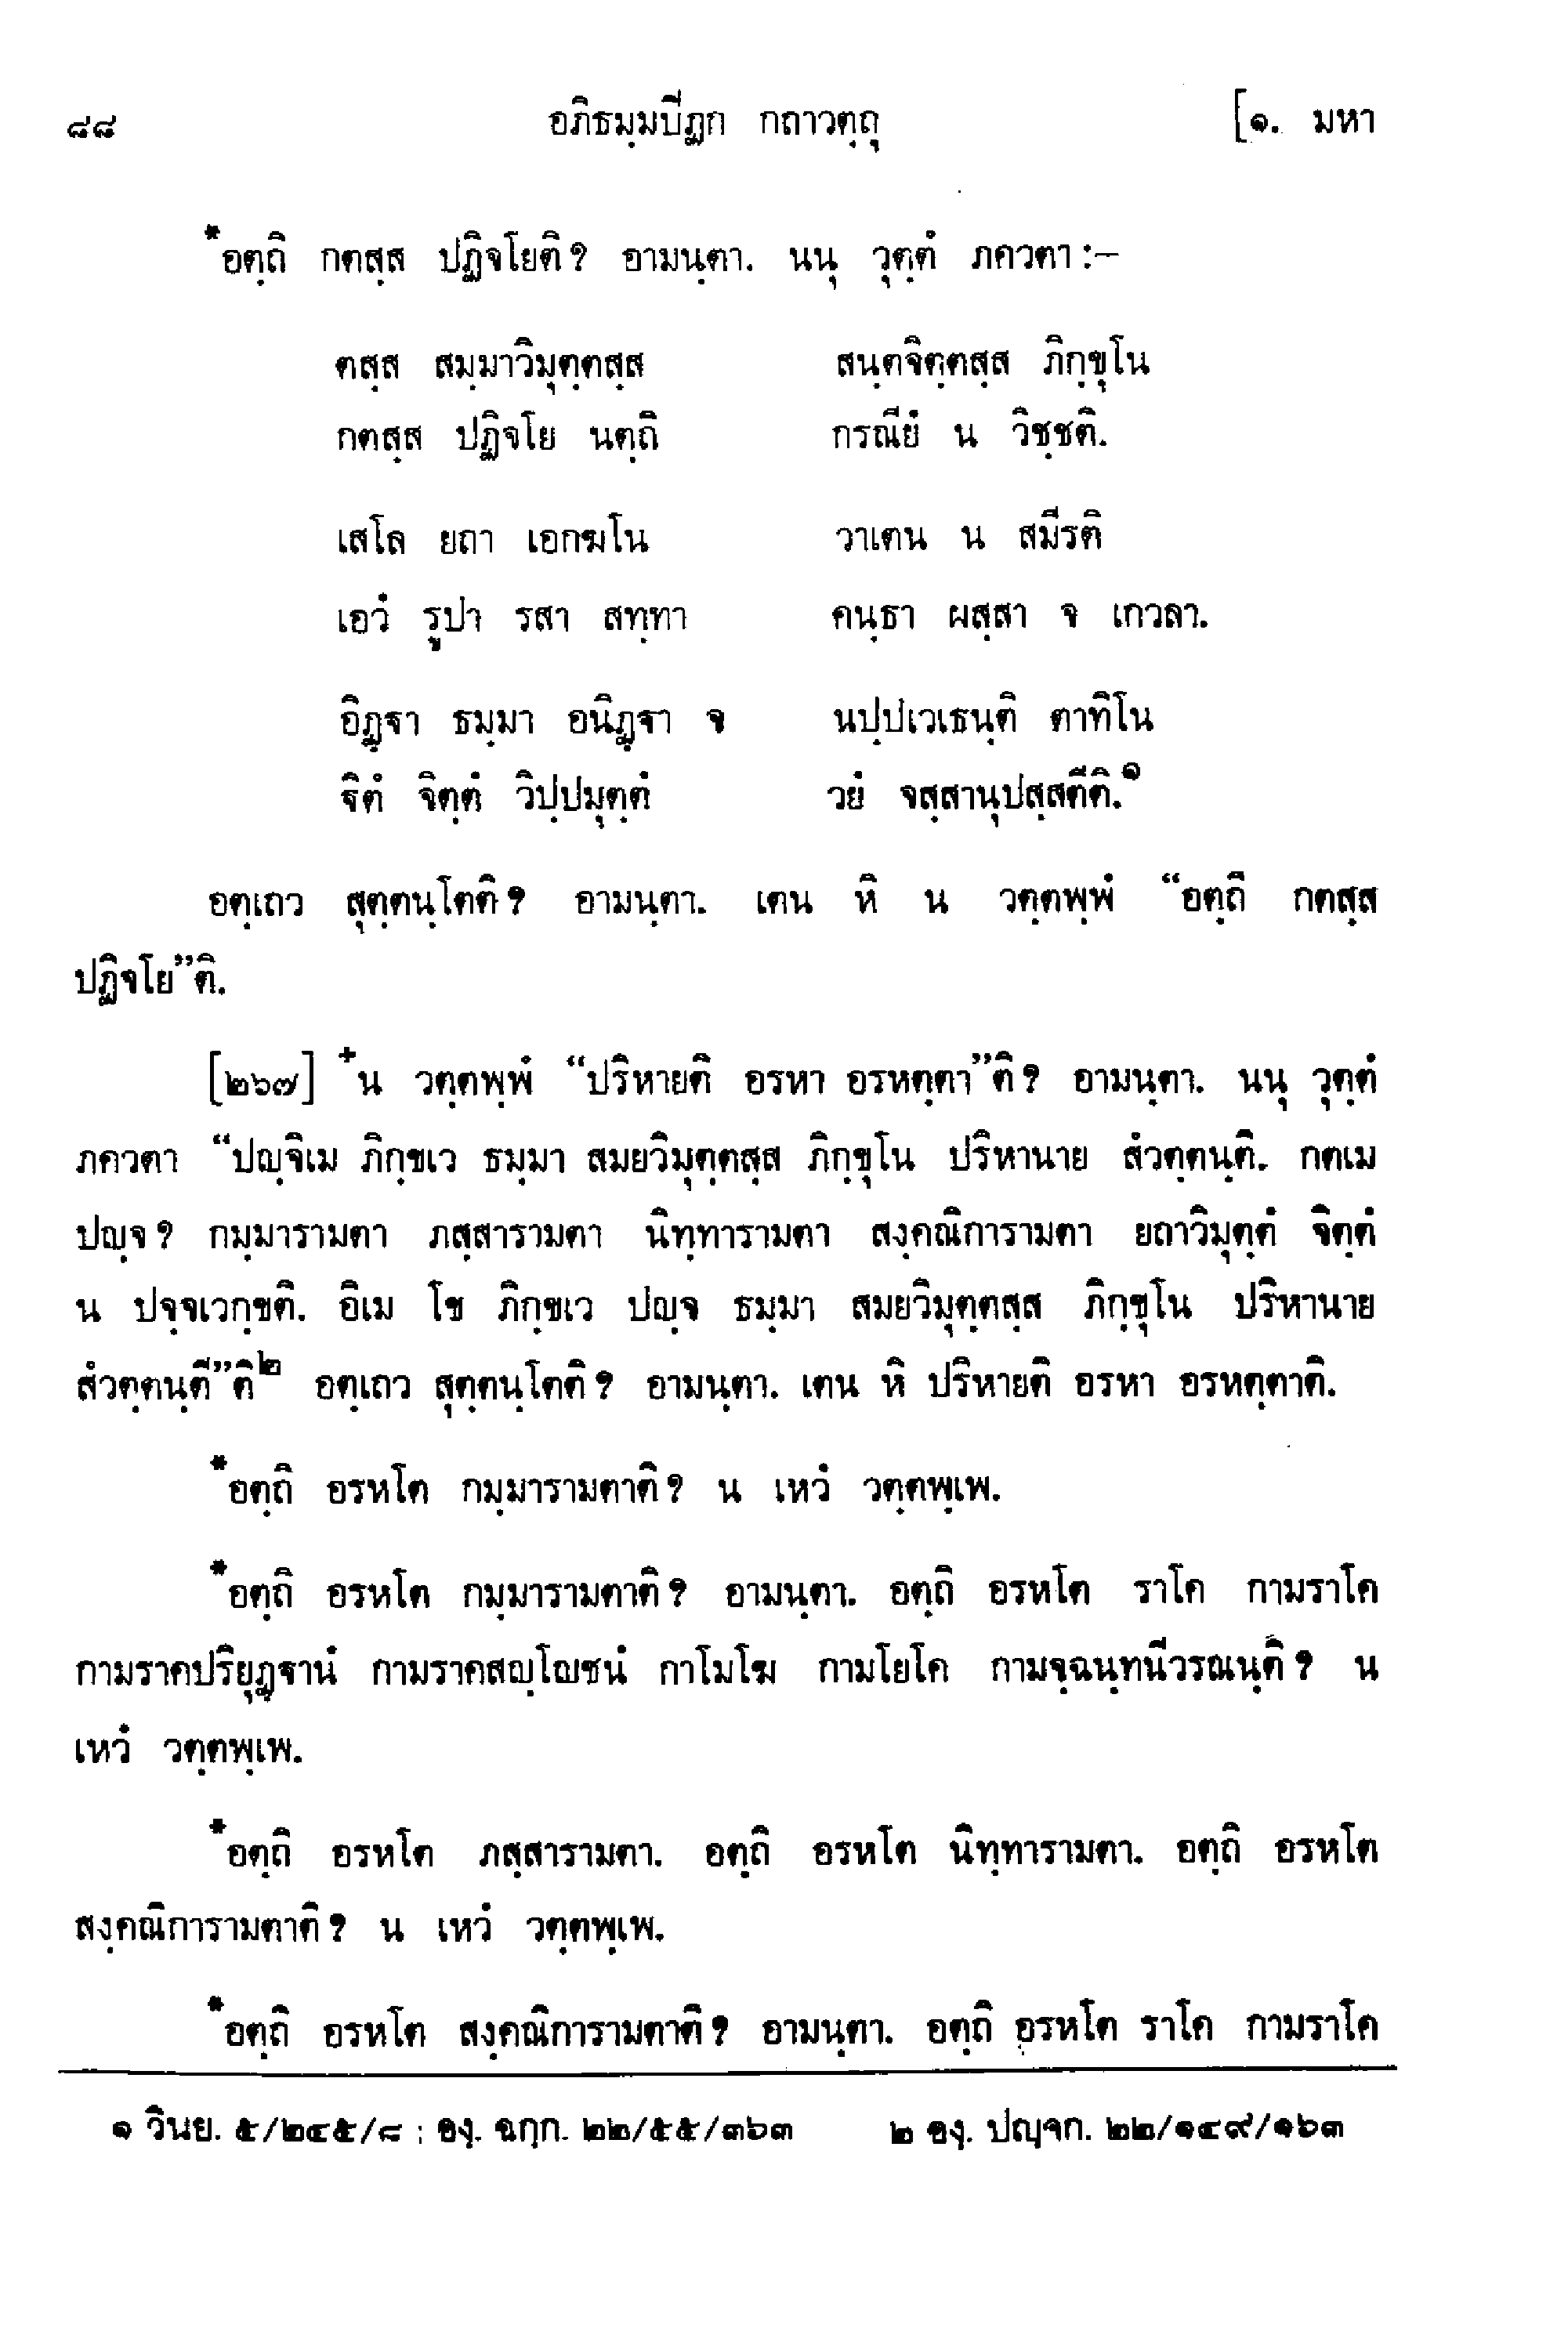 ๘๘ อภิธมฺมปีฏก กถาวตฺถุ [๑. มหา
*อตฺถิ กตสฺส ปฏิจโยติ? อามนฺตา. นนุ วุตฺตํ ภควตา:–
ตสฺส สมฺมาวิมุตฺตสฺส สนฺตจิตฺตสฺส ภิกฺขุโน
กตสฺส ปฏิจโย นตฺถิ กรณียํ น วิชฺชติ.
เสโล ยถา เอกฆโน วาเตน น สมีรติ
เอวํ รูปา รสา สทฺทา คนฺธา ผสฺสา จ เกวลา.
อิฏฺฐา ธมฺมา อนิฏฺฐา จ นปฺปเวเธนฺติ ตาทิโน
ฐิตํ จิตฺตํ วิปฺปมุตฺตํ วยํ จสฺสานุปสฺสตีติ.๑
อตฺเถว สุตฺตนฺโตติ? อามนฺตา. เตน หิ น วตฺตพฺพํ “อตฺถิ กตสฺส
ปฏิจโย”ติ.
[๒๖๗] +น วตฺตพฺพํ “ปริหายติ อรหา อรหตฺตา”ติ? อามนฺตา. นนุ วุตฺตํ
ภควตา “ปญฺจิเม ภิกฺขเว ธมฺมา สมยวิมุตฺตสฺส ภิกฺขุโน ปริหานาย สํวตฺตนฺติ. กตเม
ปญฺจ? กมฺมารามตา ภสฺสารามตา นิทฺทารามตา สงฺคณิการามตา ยถาวิมุตฺตํ จิตฺตํ
น ปจฺจเวกฺขติ. อิเม โข ภิกฺขเว ปญฺจ ธมฺมา สมยวิมุตฺตสฺส ภิกฺขุโน ปริหานาย
สํวตฺตนฺตี”ติ๒ อตฺเถว สุตฺตนฺโตติ? อามนฺตา. เตน หิ ปริหายติ อรหา อรหตฺตาติ.
*อตฺถิ อรหโต กมฺมารามตาติ? น เหวํ วตฺตพฺเพ.
*อตฺถิ อรหโต กมฺมารามตาติ? อามนฺตา. อตฺถิ อรหโต ราโค กามราโค
กามราคปริยุฏฺฐานํ กามราคสญฺโญชนํ กาโมโฆ กามโยโค กามจฺฉนฺทนีวรณนฺติ? น
เหวํ วตฺตพฺเพ.
*อตฺถิ อรหโต ภสฺสารามตา. อตฺถิ อรหโต นิทฺทารามตา. อตฺถิ อรหโต
สงฺคณิการามตาติ? น เหวํ วตฺตพฺเพ.
*อตฺถิ อรหโต สงฺคณิการามตาติ? อามนฺตา. อตฺถิ อรหโต ราโค กามราโค
๑ วินย. ๕/๒๔๕/๘ ; องฺ. ฉกฺก. ๒๒/๕๕/๓๖๓ ๒ องฺ. ปญฺจก. ๒๒/๑๔๙/๑๖๓